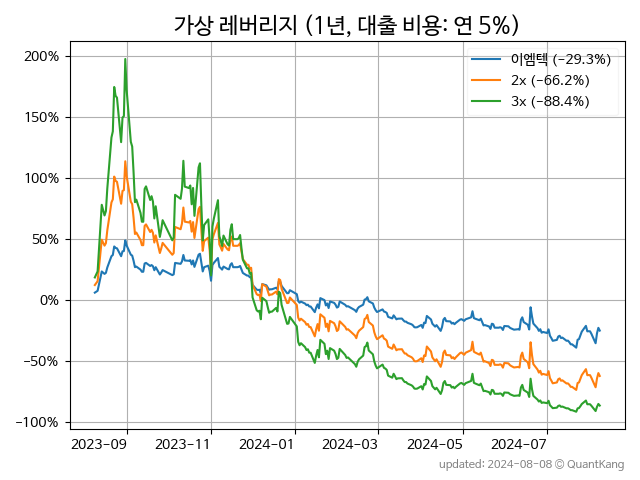 가상 레버리지 (1년, 대출 비용: 연 5%)
200%
150%
100%
50%
0%
−50%
−100%
이엠텍 (−29.3%)
2x (−66.2%)
3x (−88.4%)
2023-09 2023-11 2024-01 2024-03 2024-05 2024-07
updated: 2024-08-08 © QuantKang